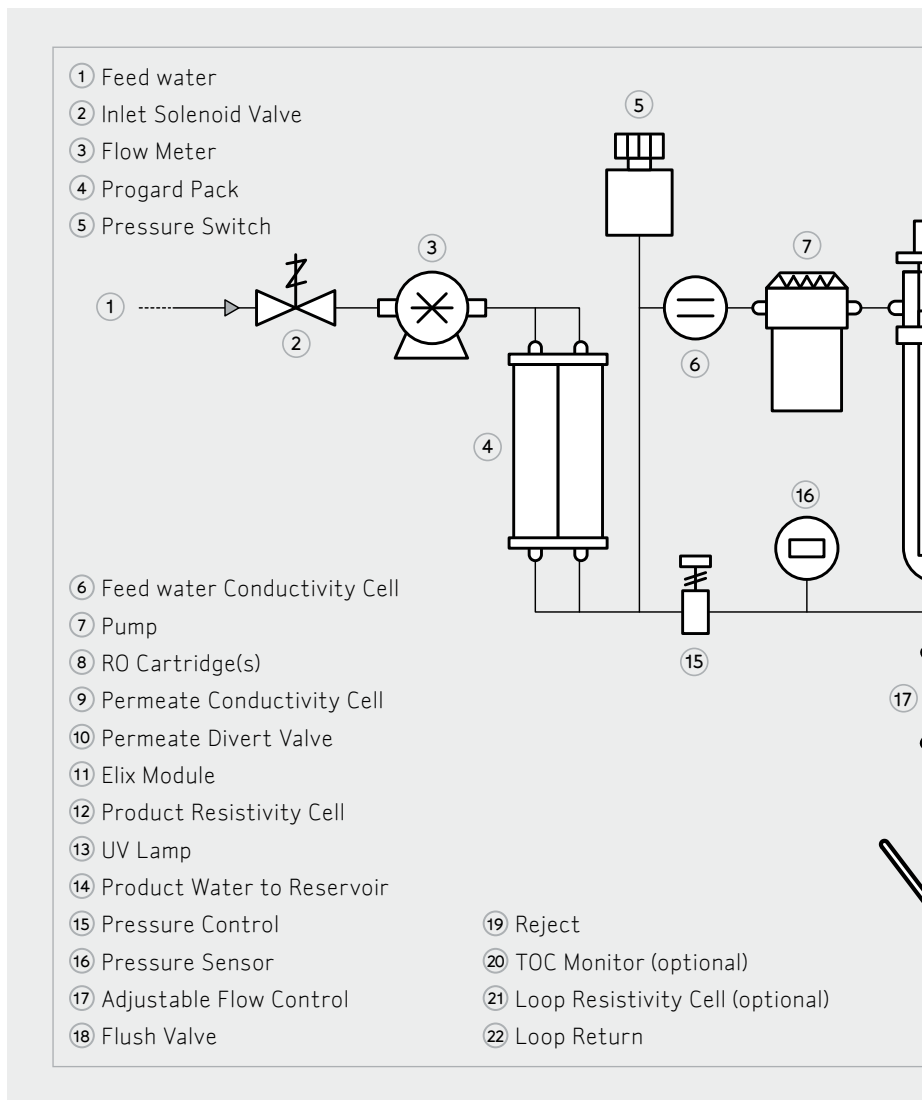 1 Feed water
2 Inlet Solenoid Valve
3 Flow Meter
4 Progard Pack
5 Pressure Switch
5
3
7
1
2
6
4
16
6 Feed water Conductivity Cell
7 Pump
8 RO Cartridge(s)
9 Permeate Conductivity Cell
10 Permeate Divert Valve
11 Elix Module
12 Product Resistivity Cell
13 UV Lamp
14 Product Water to Reservoir
15 Pressure Control
16 Pressure Sensor
17 Adjustable Flow Control
18 Flush Valve
15
17
19 Reject
20 TOC Monitor (optional)
21 Loop Resistivity Cell (optional)
22 Loop Return